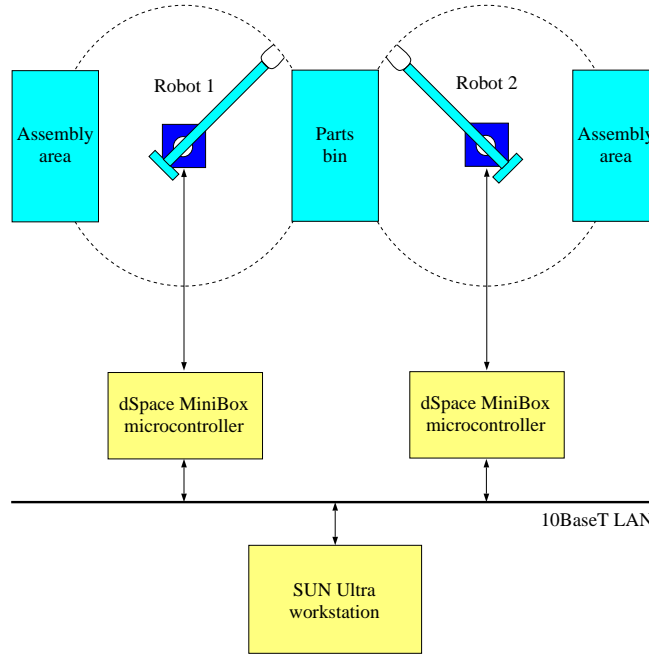 Robot 1
Robot 2
Assembly
area
Parts
bin
Assembly
area
dSpace MiniBox
microcontroller
dSpace MiniBox
microcontroller
10BaseT LAN
SUN Ultra
workstation